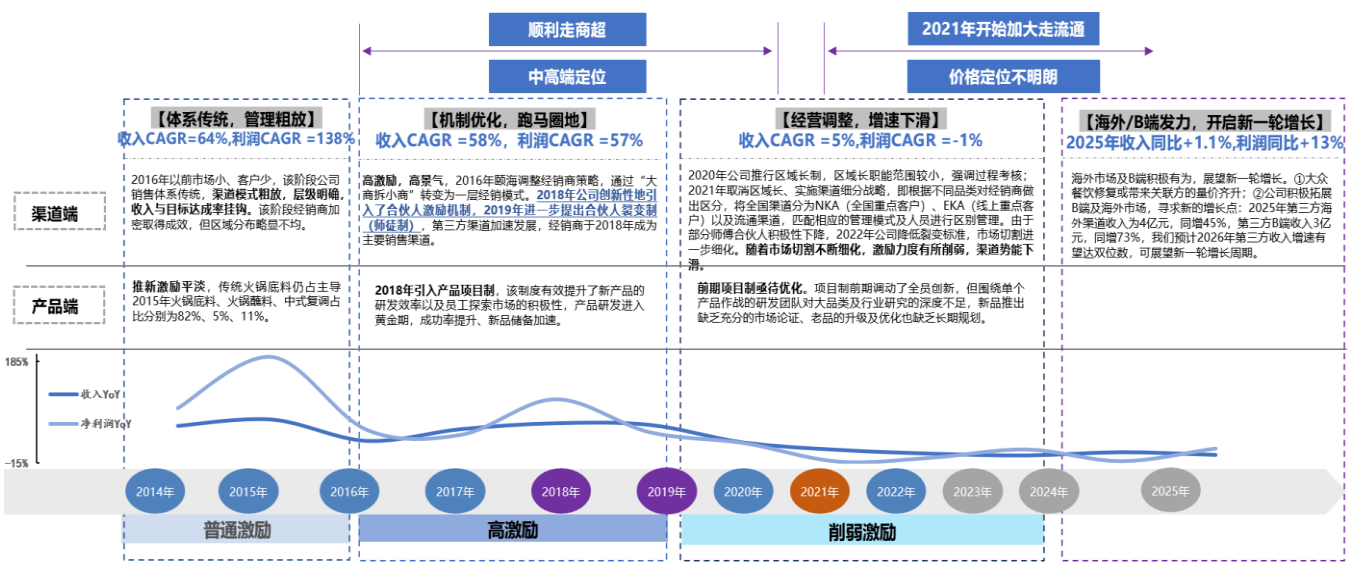 顺利走商超
2021年开始加大走流通
中高端定位
价格定位不明朗
【体系传统，管理粗放】
收入CAGR=64%,利润CAGR =138%
【机制优化，跑马圈地】
收入CAGR =58%，利润CAGR =57%
【经营调整，增速下滑】
收入CAGR =5%,利润CAGR =-1%
【海外/B端发力，开启新一轮增长】
2025年收入同比+1.1%,利润同比+13%
渠道端
2016年以前市场小、客户少，该阶段公司
销售体系传统，渠道模式粗放，层级明确，
收入与目标达成率挂钩。该阶段经销商加
密取得成效，但区域分布略显不均。
高激励，高景气，2016年颐海调整经销商策略，通过“大
商拆小商”转变为一层经销模式。2018年公司创新性地引
入了合伙人激励机制，2019年进一步提出合伙人裂变制
（师徒制），第三方渠道加速发展，经销商于2018年成为
主要销售渠道。
2020年公司推行区域长制，区域长职能范围较小，强调过程考核；
2021年取消区域长、实施渠道细分战略，即根据不同品类对经销商做
出区分，将全国渠道分为NKA（全国重点客户）、EKA（线上重点客
户）以及流通渠道，匹配相应的管理模式及人员进行区别管理。由于
部分师傅合伙人积极性下降，2022年公司降低裂变标准，市场切割进
一步细化。随着市场切割不断细化，激励力度有所削弱，渠道势能下
滑。
海外市场及B端积极有为，展望新一轮增长。①大众
餐饮修复或带来关联方的量价齐升；②公司积极拓展
B端及海外市场，寻求新的增长点：2025年第三方海
外渠道收入为4亿元，同增45%，第三方B端收入3亿
元，同增73%，我们预计2026年第三方收入增速有
望达双位数，可展望新一轮增长周期。
产品端
推新激励平淡，传统火锅底料仍占主导
2015年火锅底料、火锅蘸料、中式复调占
比分别为82%、5%、11%。
2018年引入产品项目制，该制度有效提升了新产品的
研发效率以及员工探索市场的积极性，产品研发进入
黄金期，成功率提升、新品储备加速。
前期项目制亟待优化。项目制前期调动了全员创新，但围绕单个
产品作战的研发团队对大品类及行业研究的深度不足，新品推出
缺乏充分的市场论证、老品的升级及优化也缺乏长期规划。
185%
收入YoY
净利润YoY
-15%
2014年
2015年
2016年
2017年
2018年
2019年
2020年
2021年
2022年
2023年
2024年
2025年
普通激励
高激励
削弱激励